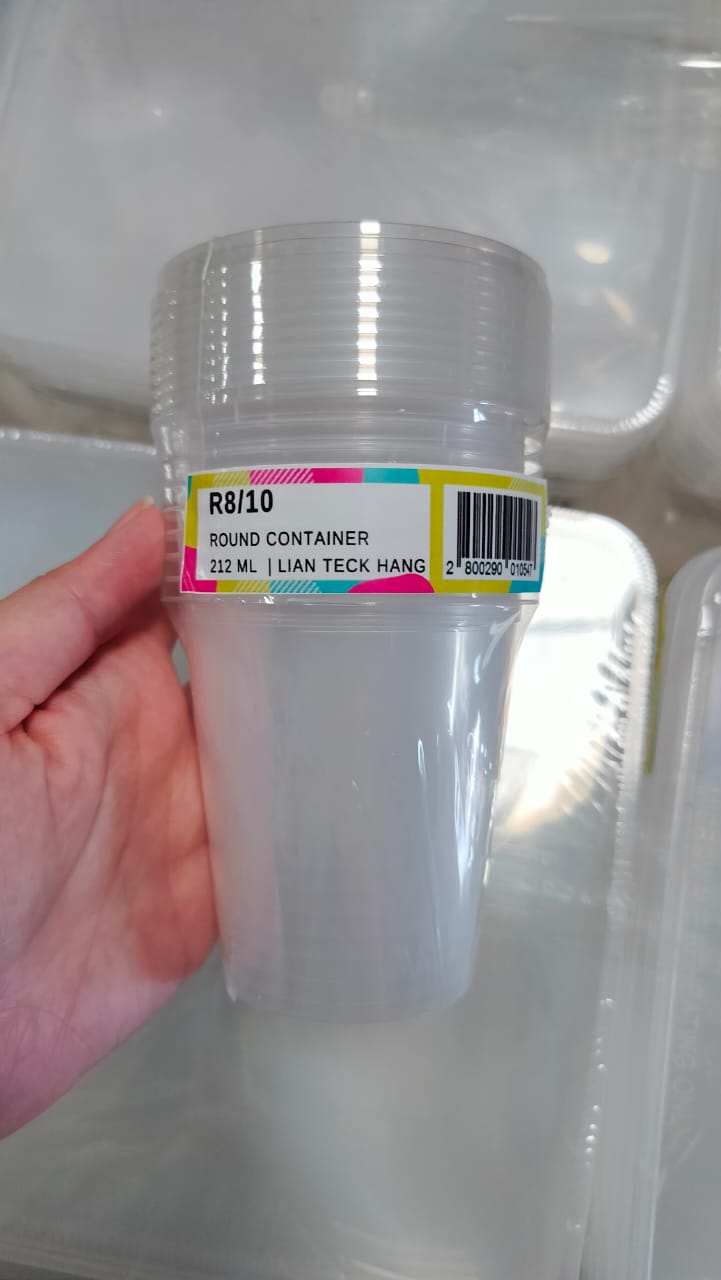 R8/10
ROUND CONTAINER
212 ML | LIAN TECK HANG
2 800290 010547